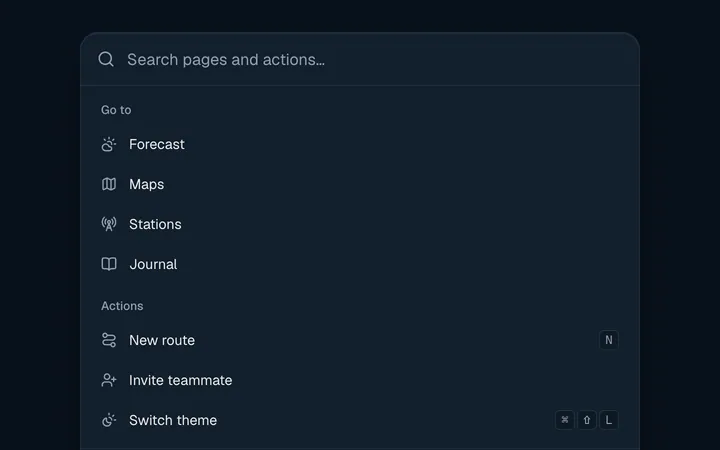 Search pages and actions...
Go to
Forecast
Maps
Stations
Journal
Actions
New route N
Invite teammate
Switch theme ⌘ ⇧ L